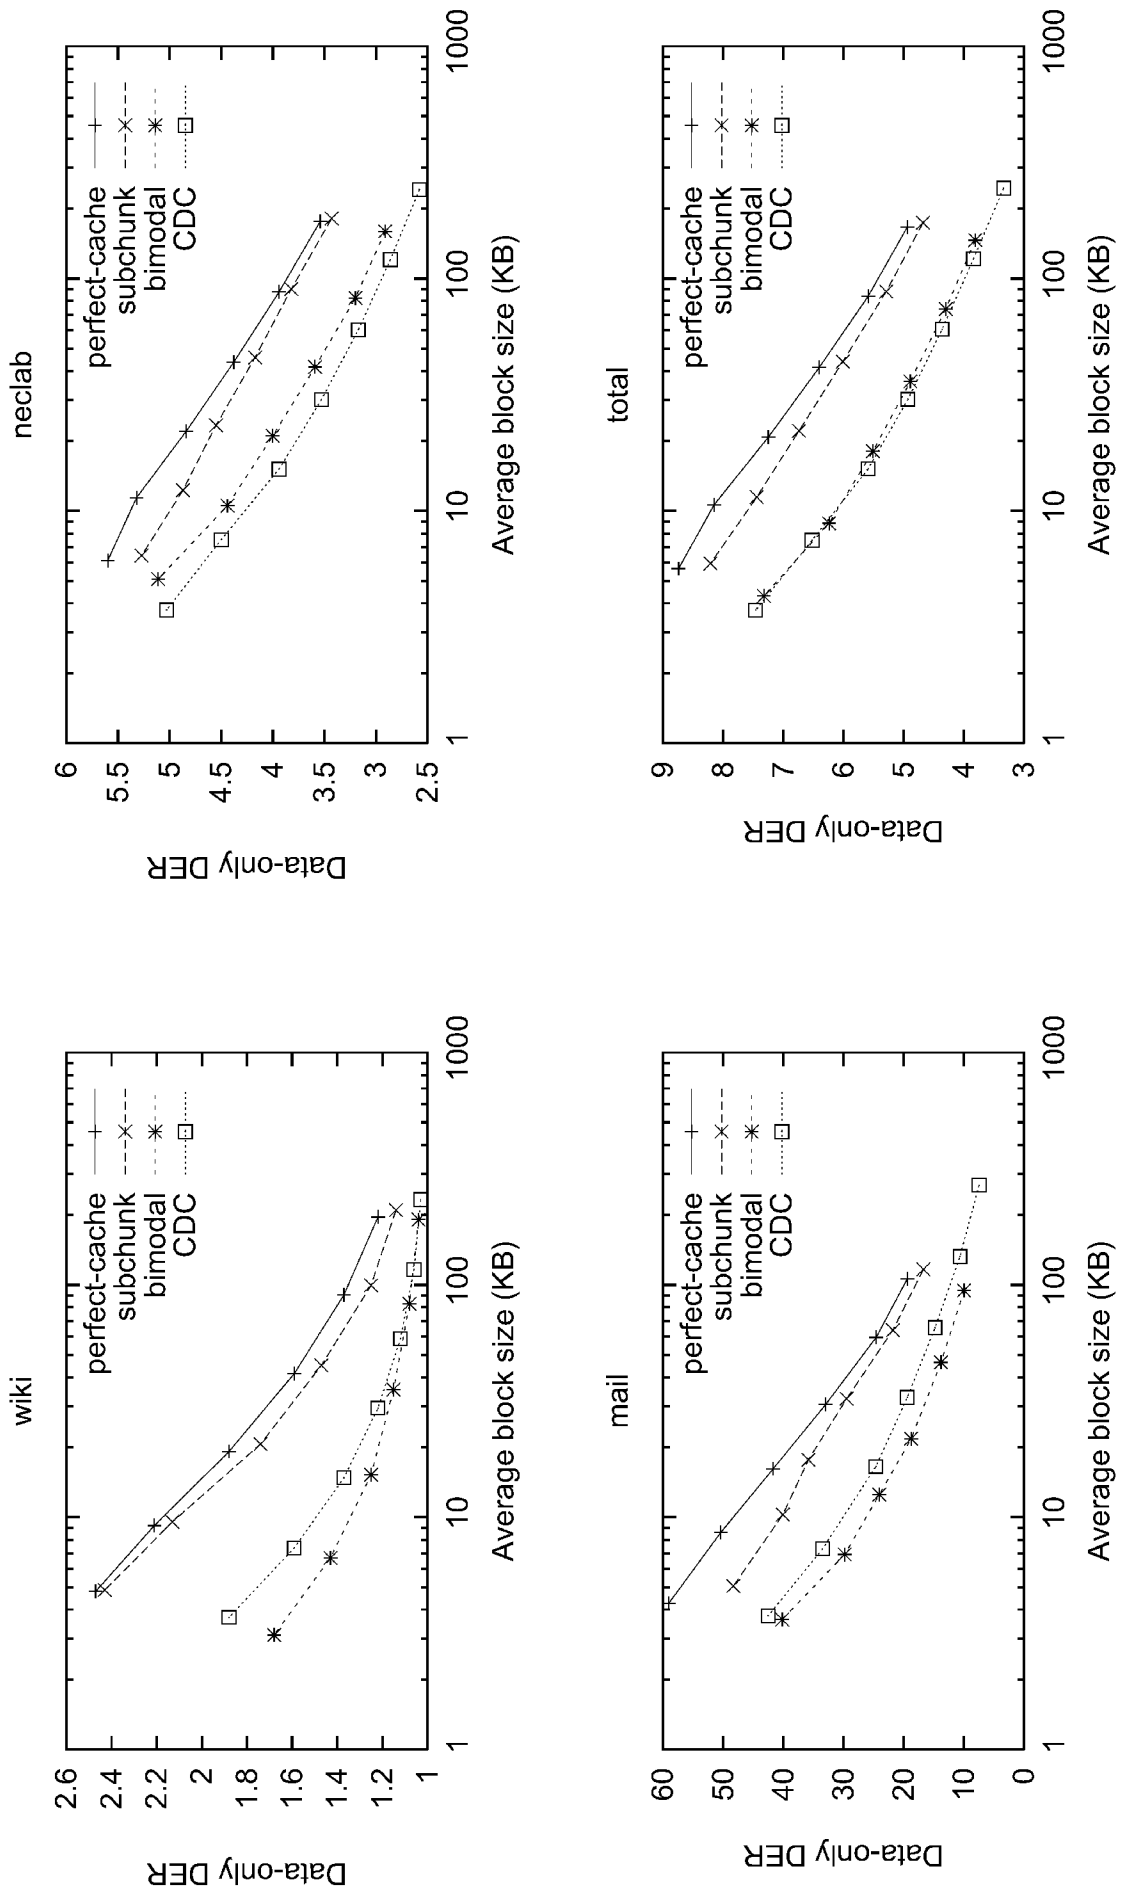 wiki
2.6
2.4
2.2
2
1.8
1.6
1.4
1.2
1
Data-only DER
1 10 100 1000
Average block size (KB)
perfect-cache
subchunk
bimodal
CDC
neclab
6
5.5
5
4.5
4
3.5
3
2.5
Data-only DER
1 10 100 1000
Average block size (KB)
perfect-cache
subchunk
bimodal
CDC
mail
60
50
40
30
20
10
0
Data-only DER
1 10 100 1000
Average block size (KB)
perfect-cache
subchunk
bimodal
CDC
total
9
8
7
6
5
4
3
Data-only DER
1 10 100 1000
Average block size (KB)
perfect-cache
subchunk
bimodal
CDC